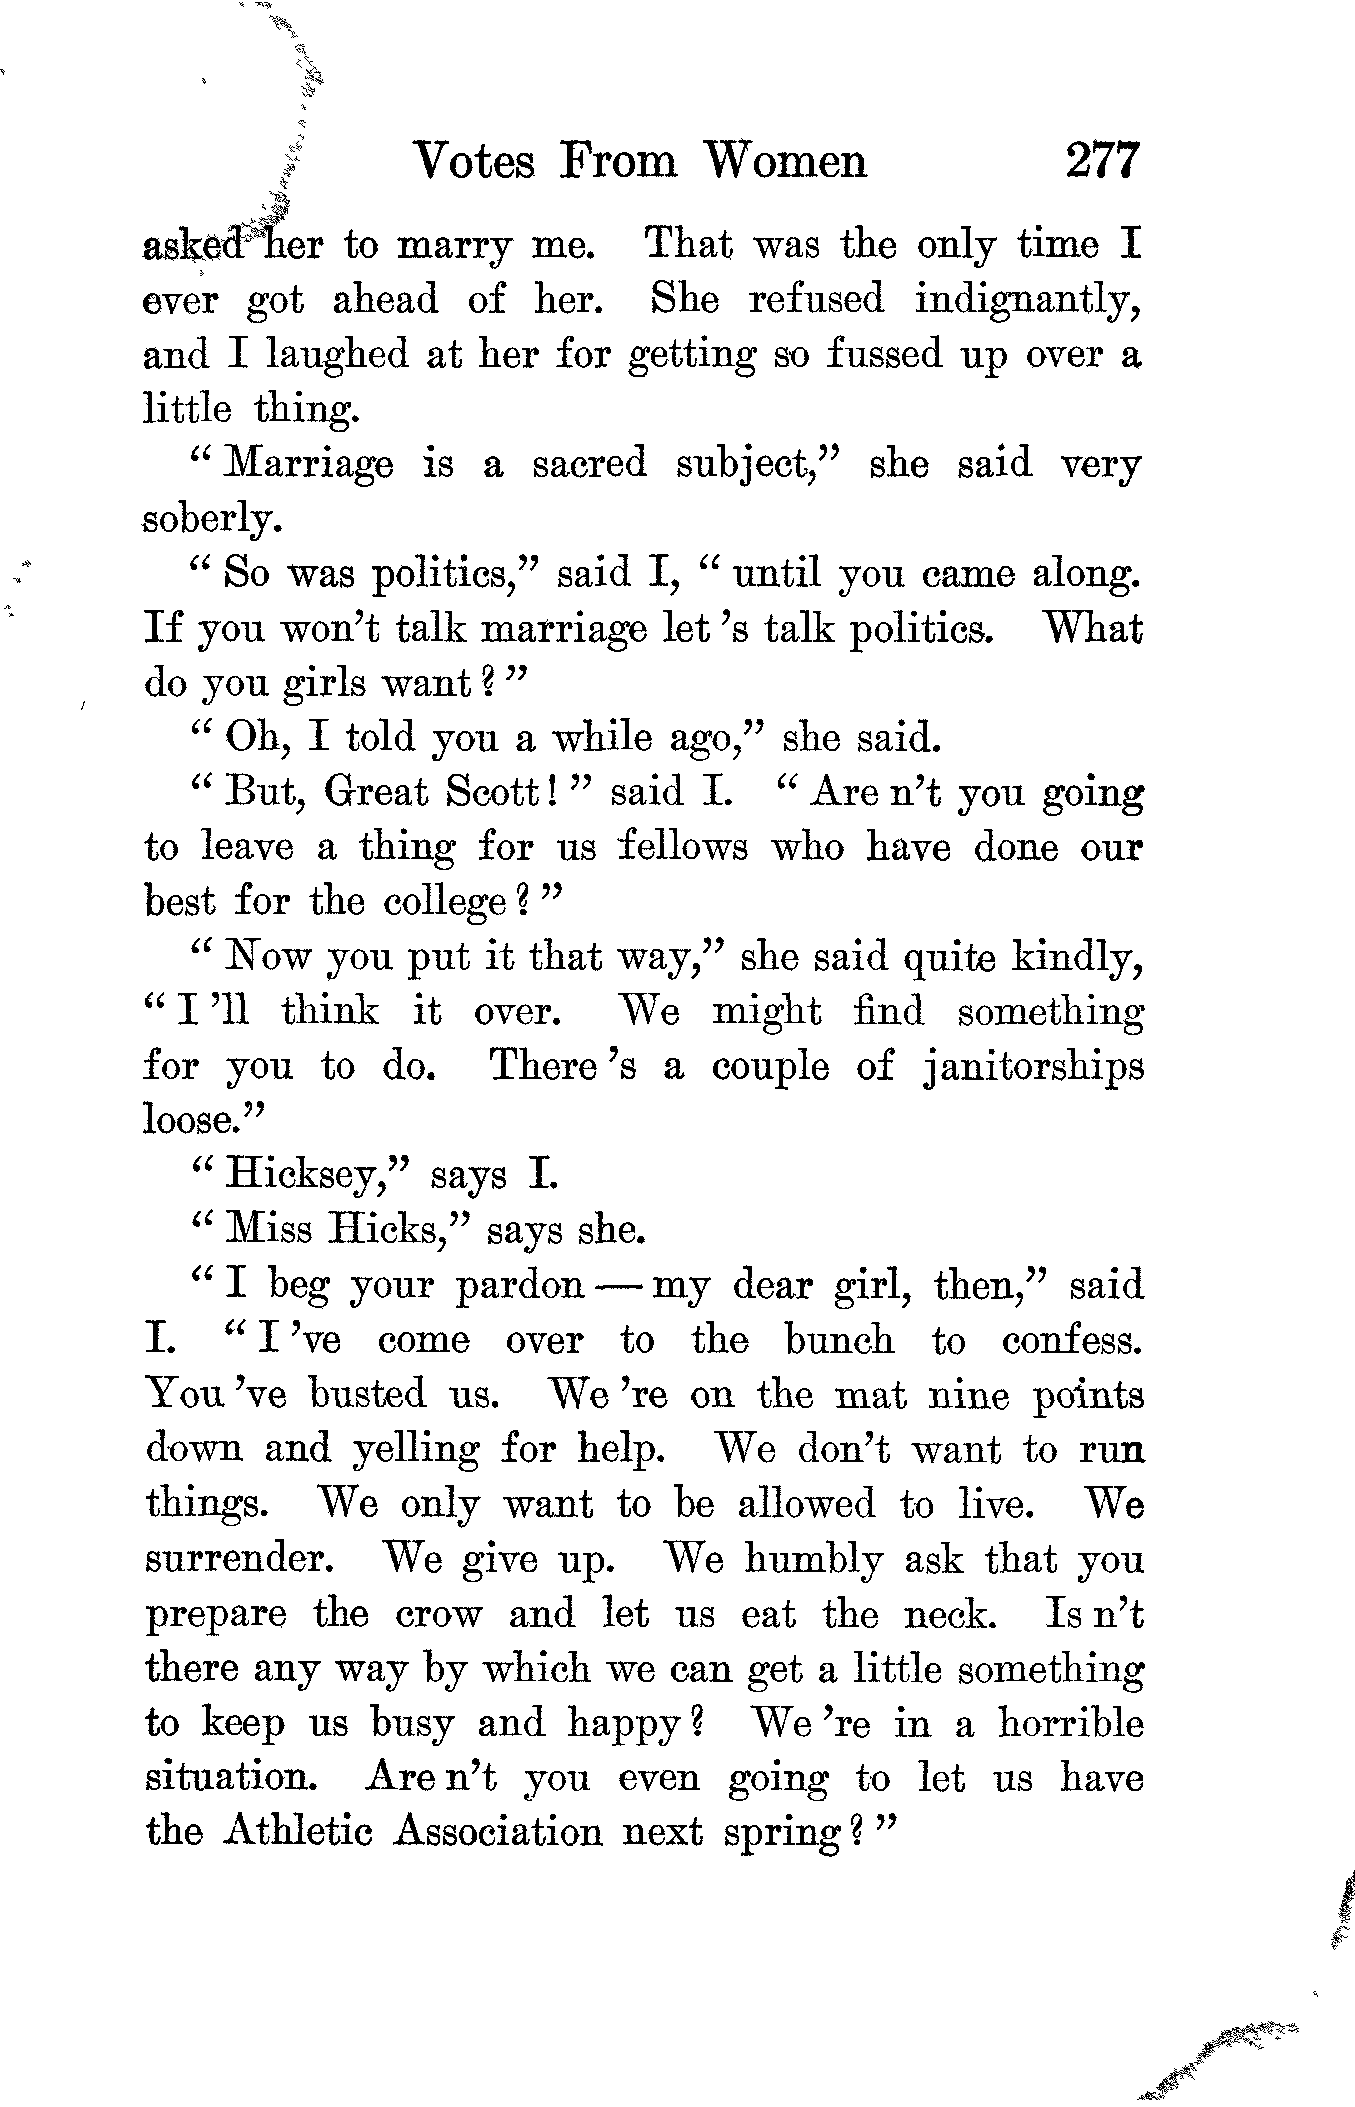 Votes From Women 277
asked her to marry me. That was the only time I
ever got ahead of her. She refused indignantly,
and I laughed at her for getting so fussed up over a
little thing.
“ Marriage is a sacred subject,” she said very
soberly.
“ So was politics,” said I, “ until you came along.
If you won’t talk marriage let ’s talk politics. What
do you girls want ? ”
“ Oh, I told you a while ago,” she said.
“ But, Great Scott! ” said I. “ Are n’t you going
to leave a thing for us fellows who have done our
best for the college ? ”
“ Now you put it that way,” she said quite kindly,
“ I ’ll think it over. We might find something
for you to do. There ’s a couple of janitorships
loose.”
“ Hicksey,” says I.
“ Miss Hicks,” says she.
“ I beg your pardon — my dear girl, then,” said
I. “ I ’ve come over to the bunch to confess.
You ’ve busted us. We ’re on the mat nine points
down and yelling for help. We don’t want to run
things. We only want to be allowed to live. We
surrender. We give up. We humbly ask that you
prepare the crow and let us eat the neck. Is n’t
there any way by which we can get a little something
to keep us busy and happy ? We ’re in a horrible
situation. Are n’t you even going to let us have
the Athletic Association next spring ? ”